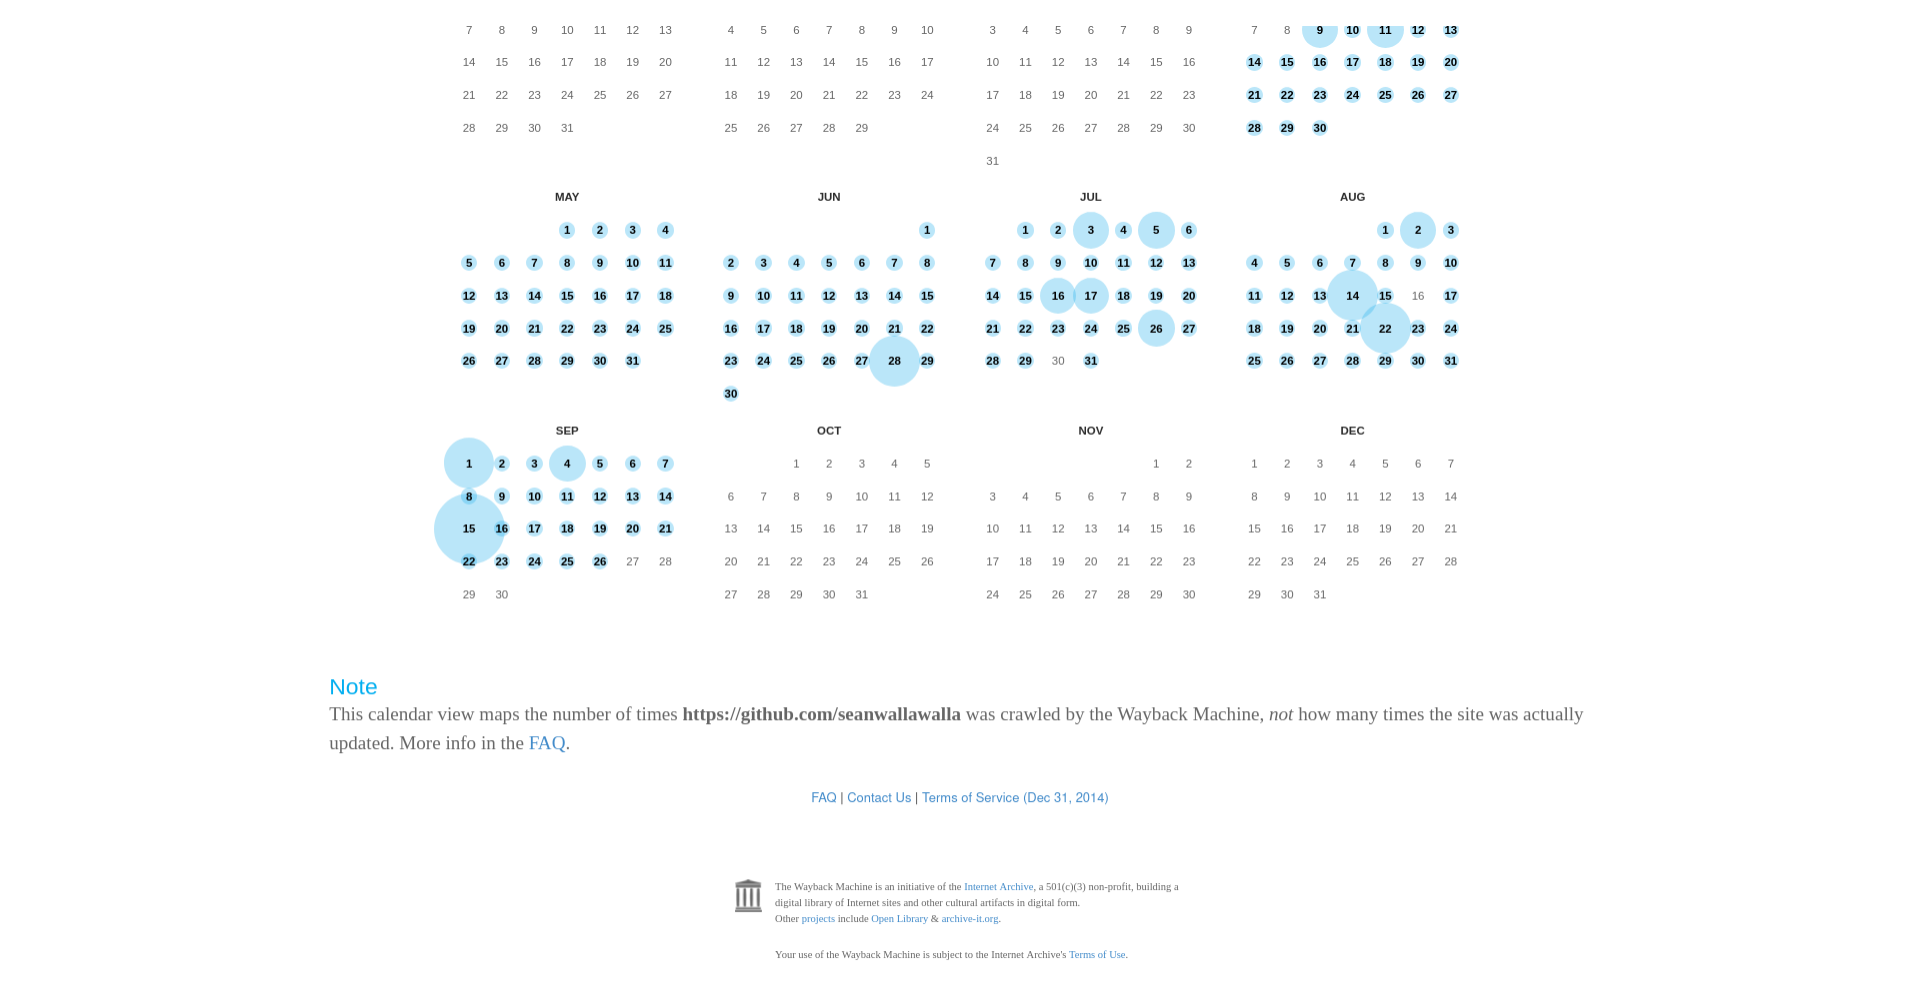 7 8 9 10 11 12 13 4 5 6 7 8 9 10 3 4 5 6 7 8 9 7 8 9 10 11 12 13
14 15 16 17 18 19 20 11 12 13 14 15 16 17 10 11 12 13 14 15 16 14 15 16 17 18 19 20
21 22 23 24 25 26 27 18 19 20 21 22 23 24 17 18 19 20 21 22 23 21 22 23 24 25 26 27
28 29 30 31 25 26 27 28 29 24 25 26 27 28 29 30 28 29 30
31
MAY JUN JUL AUG
1 2 3 4 1 1 2 3 4 5 6 1 2 3
5 6 7 8 9 10 11 2 3 4 5 6 7 8 7 8 9 10 11 12 13 4 5 6 7 8 9 10
12 13 14 15 16 17 18 9 10 11 12 13 14 15 14 15 16 17 18 19 20 11 12 13 14 15 16 17
19 20 21 22 23 24 25 16 17 18 19 20 21 22 21 22 23 24 25 26 27 18 19 20 21 22 23 24
26 27 28 29 30 31 23 24 25 26 27 28 29 28 29 30 31 25 26 27 28 29 30 31
30
SEP OCT NOV DEC
1 2 3 4 5 6 7 1 2 3 4 5 1 2 1 2 3 4 5 6 7
8 9 10 11 12 13 14 6 7 8 9 10 11 12 3 4 5 6 7 8 9 8 9 10 11 12 13 14
15 16 17 18 19 20 21 13 14 15 16 17 18 19 10 11 12 13 14 15 16 15 16 17 18 19 20 21
22 23 24 25 26 27 28 20 21 22 23 24 25 26 17 18 19 20 21 22 23 22 23 24 25 26 27 28
29 30 27 28 29 30 31 24 25 26 27 28 29 30 29 30 31
Note
This calendar view maps the number of times https://github.com/seanwallawalla was crawled by the Wayback Machine, not how many times the site was actually
updated. More info in the FAQ.
FAQ | Contact Us | Terms of Service (Dec 31, 2014)
The Wayback Machine is an initiative of the Internet Archive, a 501(c)(3) non-profit, building a
digital library of Internet sites and other cultural artifacts in digital form.
Other projects include Open Library & archive-it.org.
Your use of the Wayback Machine is subject to the Internet Archive's Terms of Use.